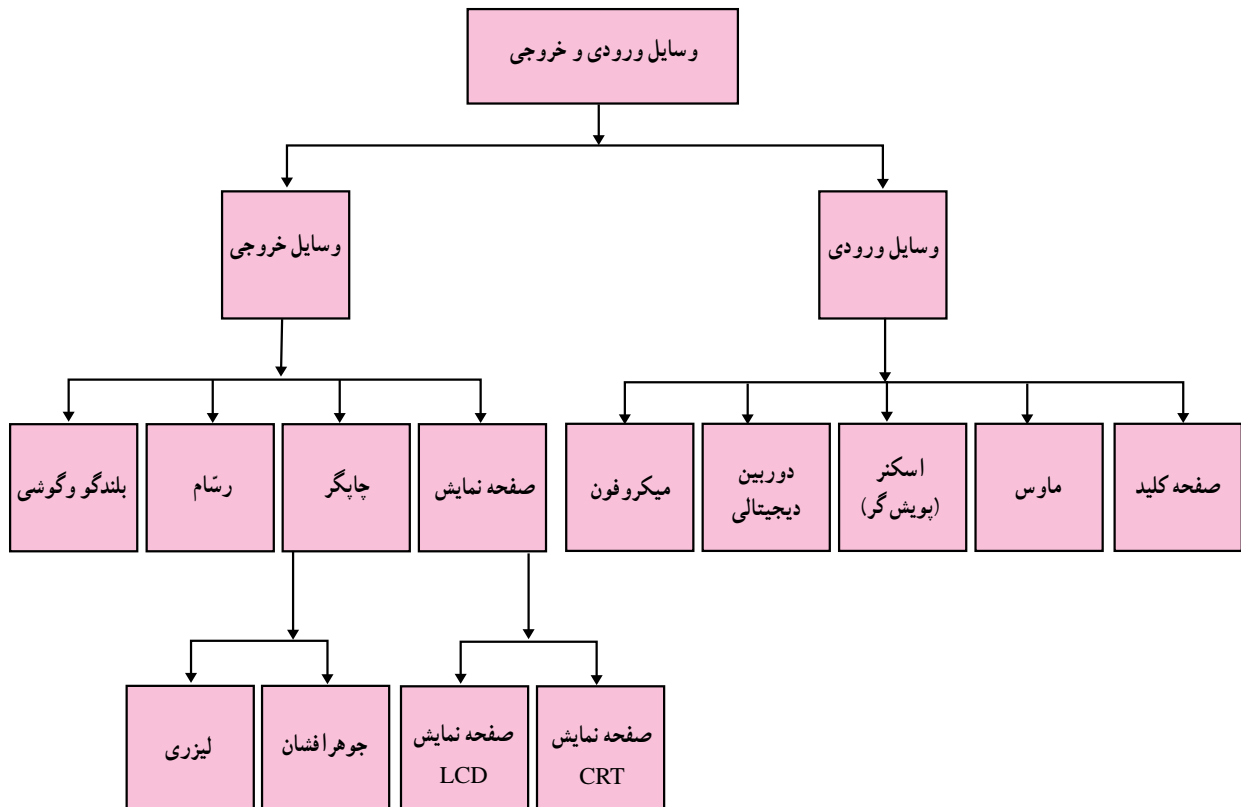 وسایل ورودی و خروجی
وسایل ورودی
وسایل خروجی
صفحه کلید
ماوس
اسکنر
(پویش گر)
دوربین
دیجیتالی
میکروفون
صفحه نمایش
چاپگر
رسّام
بلندگو وگوشی
صفحه نمایش
CRT
صفحه نمایش
LCD
جوهرافشان
لیزری